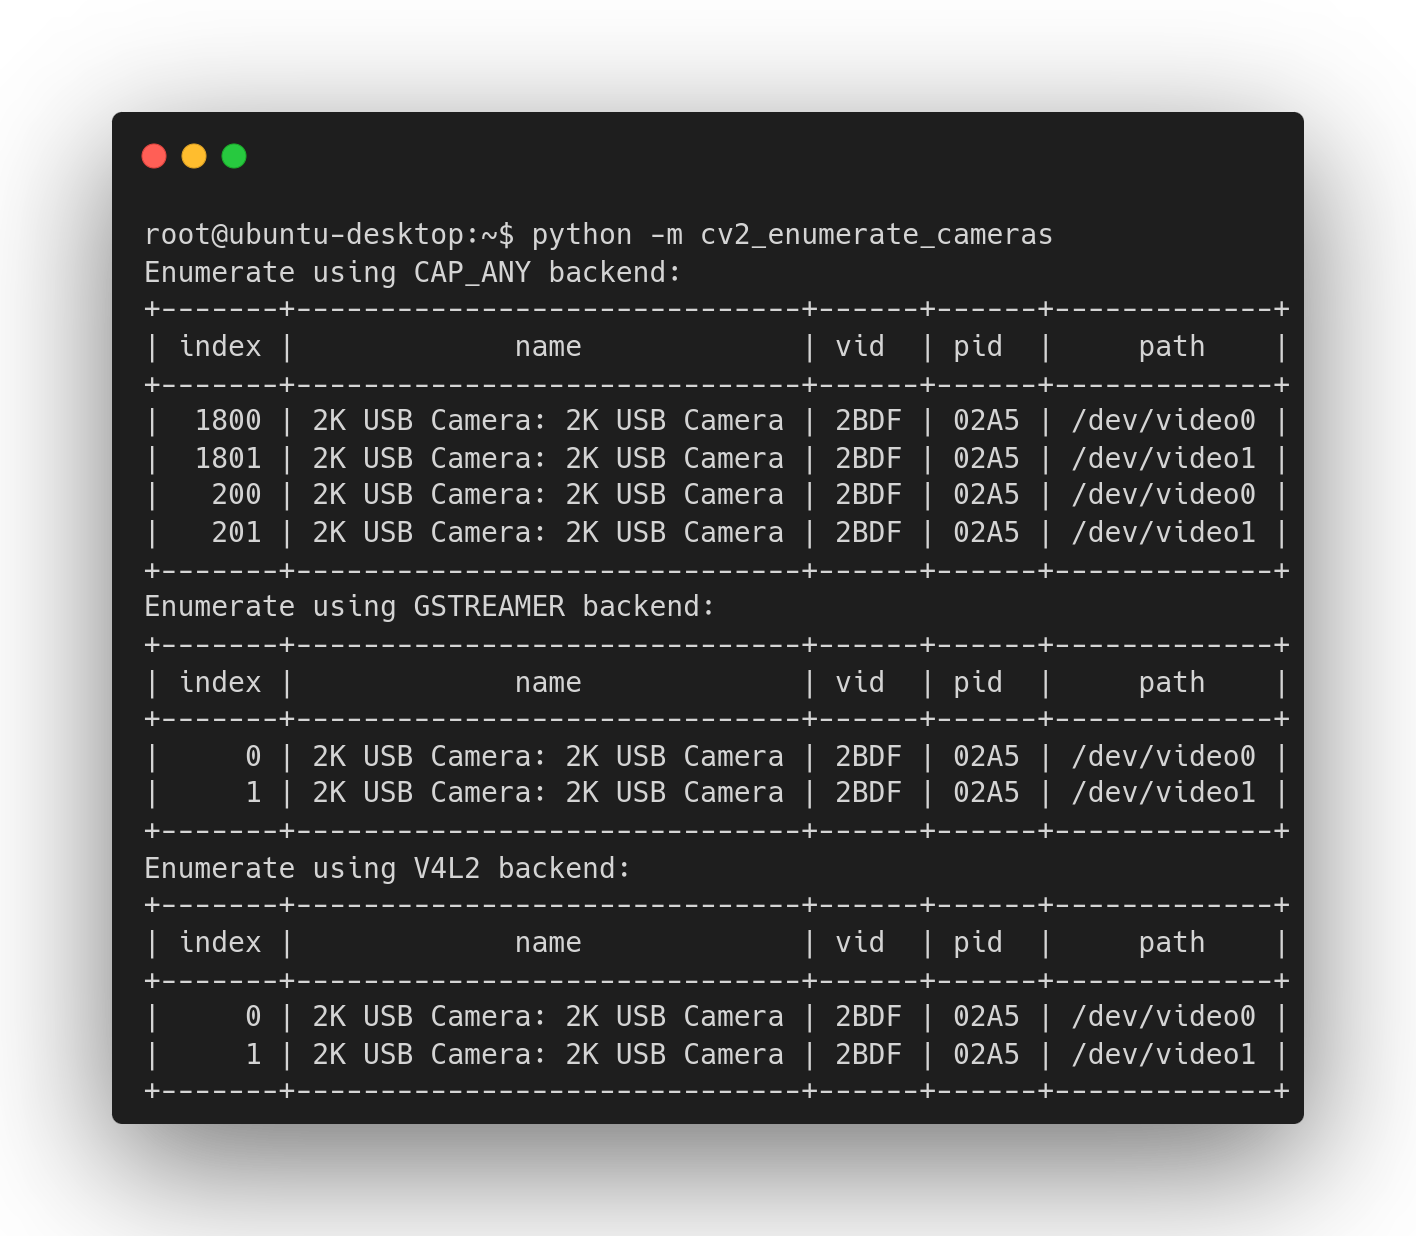 root@ubuntu-desktop:~$ python -m cv2_enumerate_cameras
Enumerate using CAP_ANY backend:
+-------+------------------------------+------+------+-------------+
| index |             name             | vid  | pid  |    path     |
+-------+------------------------------+------+------+-------------+
|  1800 | 2K USB Camera: 2K USB Camera | 2BDF | 02A5 | /dev/video0 |
|  1801 | 2K USB Camera: 2K USB Camera | 2BDF | 02A5 | /dev/video1 |
|   200 | 2K USB Camera: 2K USB Camera | 2BDF | 02A5 | /dev/video0 |
|   201 | 2K USB Camera: 2K USB Camera | 2BDF | 02A5 | /dev/video1 |
+-------+------------------------------+------+------+-------------+
Enumerate using GSTREAMER backend:
+-------+------------------------------+------+------+-------------+
| index |             name             | vid  | pid  |    path     |
+-------+------------------------------+------+------+-------------+
|     0 | 2K USB Camera: 2K USB Camera | 2BDF | 02A5 | /dev/video0 |
|     1 | 2K USB Camera: 2K USB Camera | 2BDF | 02A5 | /dev/video1 |
+-------+------------------------------+------+------+-------------+
Enumerate using V4L2 backend:
+-------+------------------------------+------+------+-------------+
| index |             name             | vid  | pid  |    path     |
+-------+------------------------------+------+------+-------------+
|     0 | 2K USB Camera: 2K USB Camera | 2BDF | 02A5 | /dev/video0 |
|     1 | 2K USB Camera: 2K USB Camera | 2BDF | 02A5 | /dev/video1 |
+-------+------------------------------+------+------+-------------+